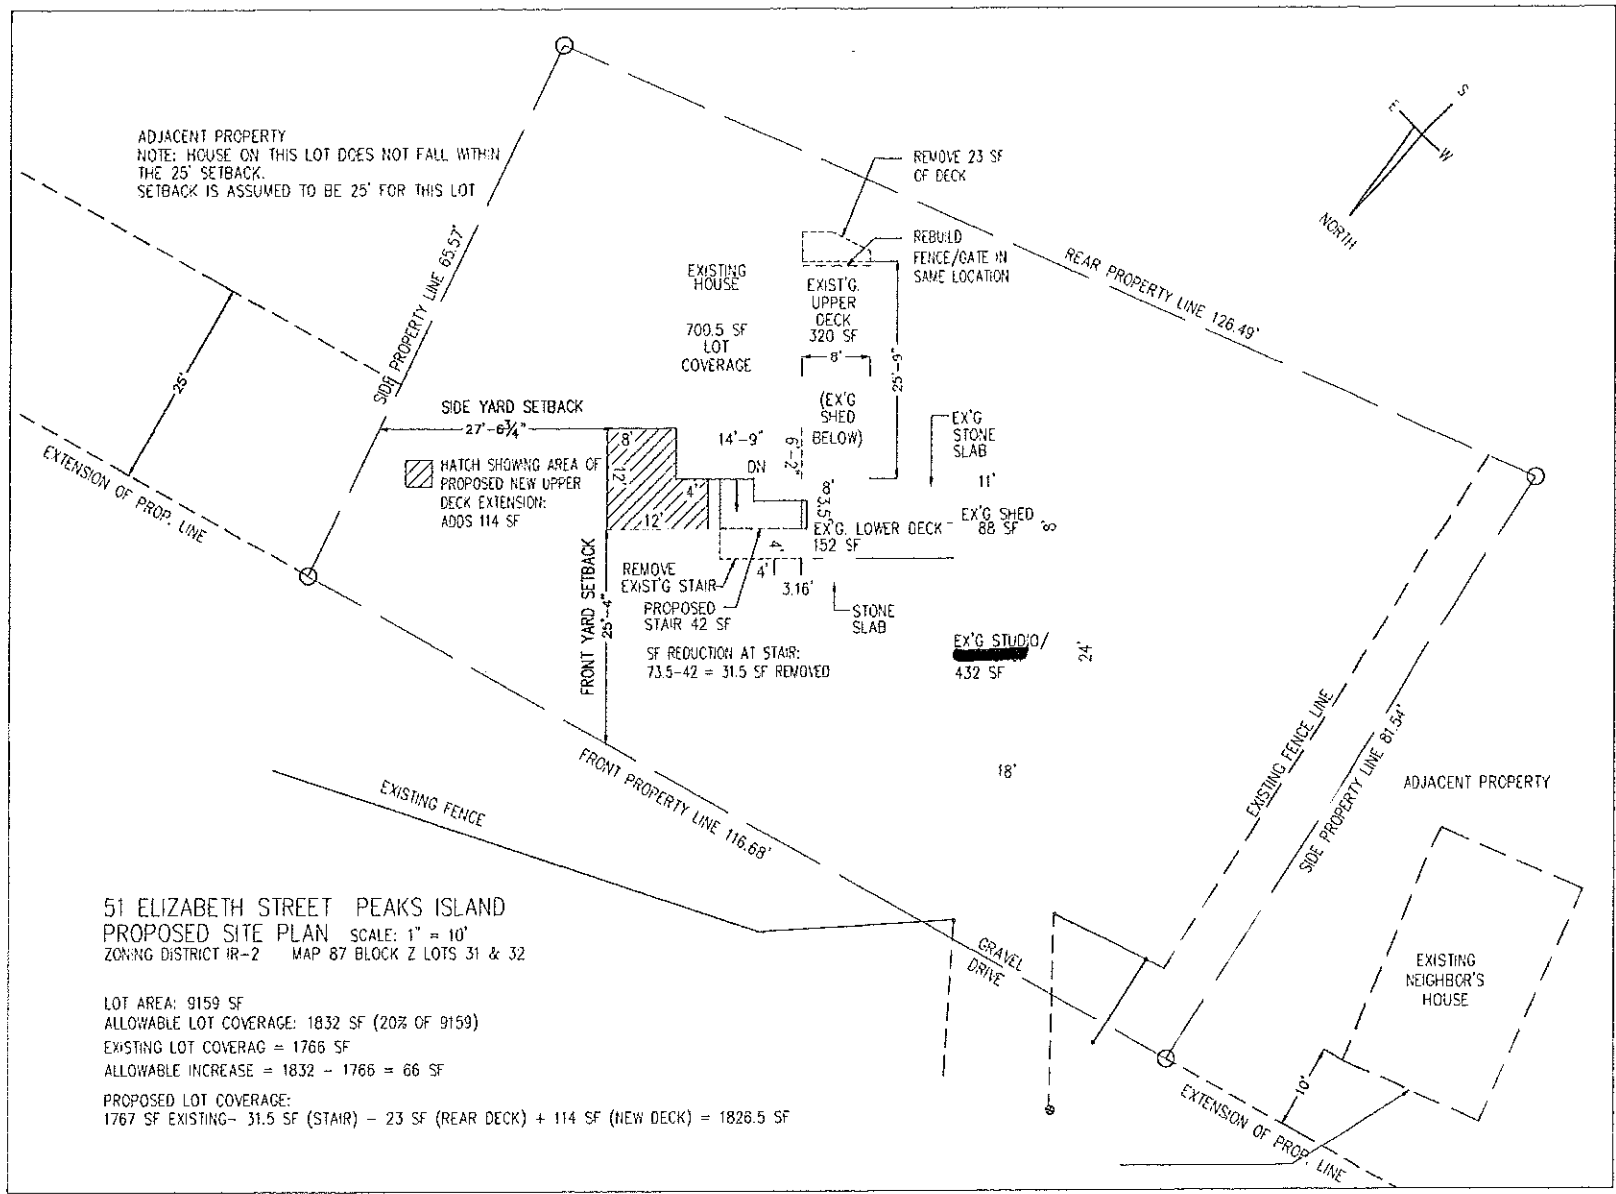 ADJACENT PROPERTY
NOTE: HOUSE ON THIS LOT DOES NOT FALL WITHIN
THE 25' SETBACK.
SETBACK IS ASSUMED TO BE 25' FOR THIS LOT
S
E
W
NORTH
REMOVE 23 SF
OF DECK
REBUILD
FENCE/GATE IN
SAME LOCATION
REAR PROPERTY LINE 126.49'
SIDE PROPERTY LINE 65.57'
25'
EXTENSION OF PROP. LINE
EXISTING
HOUSE
700.5 SF
LOT
COVERAGE
EXIST'G.
UPPER
DECK
320 SF
8'
25'-9"
(EX'G
SHED
BELOW)
SIDE YARD SETBACK
27'-6¾"
HATCH SHOWING AREA OF
PROPOSED NEW UPPER
DECK EXTENSION:
ADDS 114 SF
8'
12'
4'
12'
14'-9"
DN
6'-2"
8'
3.5'
EX'G
STONE
SLAB
11'
EX'G SHED
88 SF
8'
EX'G. LOWER DECK
152 SF
4'
4'
3.16'
REMOVE
EXIST'G STAIR
PROPOSED
STAIR 42 SF
STONE
SLAB
SF REDUCTION AT STAIR:
73.5-42 = 31.5 SF REMOVED
FRONT YARD SETBACK
25'-4"
EX'G STUDIO/
432 SF
24'
18'
FRONT PROPERTY LINE 116.68'
EXISTING FENCE
EXISTING FENCE LINE
SIDE PROPERTY LINE 81.54'
ADJACENT PROPERTY
EXISTING
NEIGHBOR'S
HOUSE
GRAVEL
DRIVE
10'
EXTENSION OF PROP. LINE
51 ELIZABETH STREET PEAKS ISLAND
PROPOSED SITE PLAN SCALE: 1" = 10'
ZONING DISTRICT IR-2 MAP 87 BLOCK Z LOTS 31 & 32
LOT AREA: 9159 SF
ALLOWABLE LOT COVERAGE: 1832 SF (20% OF 9159)
EXISTING LOT COVERAG = 1766 SF
ALLOWABLE INCREASE = 1832 - 1766 = 66 SF
PROPOSED LOT COVERAGE:
1767 SF EXISTING- 31.5 SF (STAIR) - 23 SF (REAR DECK) + 114 SF (NEW DECK) = 1826.5 SF